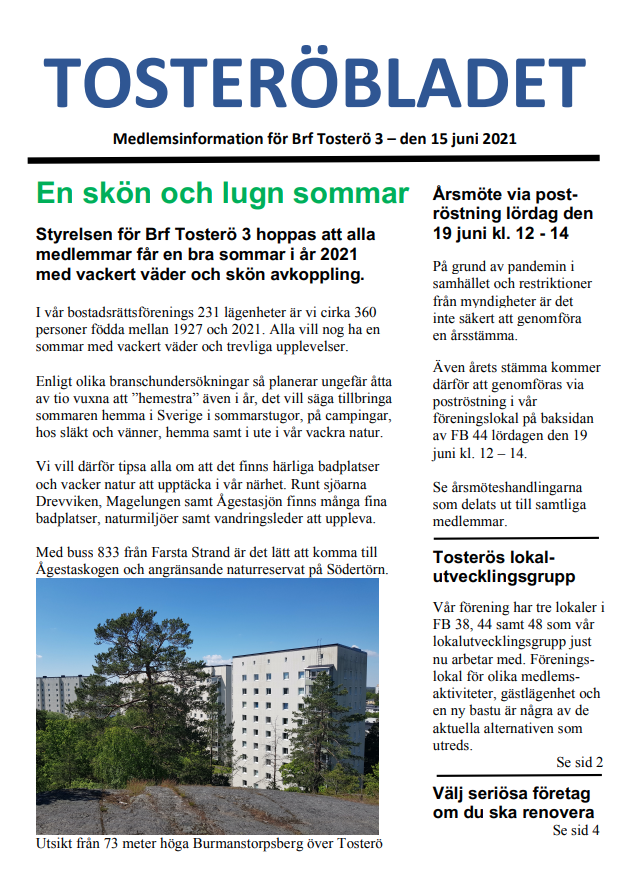 TOSTERÖBLADET
Medlemsinformation för Brf Tosterö 3 – den 15 juni 2021
En skön och lugn sommar
Styrelsen för Brf Tosterö 3 hoppas att alla
medlemmar får en bra sommar i år 2021
med vackert väder och skön avkoppling.
I vår bostadsrättsförenings 231 lägenheter är vi cirka 360
personer födda mellan 1927 och 2021. Alla vill nog ha en
sommar med vackert väder och trevliga upplevelser.
Enligt olika branschundersökningar så planerar ungefär åtta
av tio vuxna att ”hemestra” även i år, det vill säga tillbringa
sommaren hemma i Sverige i sommarstugor, på campingar,
hos släkt och vänner, hemma samt i ute i vår vackra natur.
Vi vill därför tipsa alla om att det finns härliga badplatser
och vacker natur att upptäcka i vår närhet. Runt sjöarna
Drevviken, Magelungen samt Ågestasjön finns många fina
badplatser, naturmiljöer samt vandringsleder att uppleva.
Med buss 833 från Farsta Strand är det lätt att komma till
Ågestaskogen och angränsande naturreservat på Södertörn.
Utsikt från 73 meter höga Burmanstorpsberg över Tosterö
Årsmöte via post-
röstning lördag den
19 juni kl. 12 - 14
På grund av pandemin i
samhället och restriktioner
från myndigheter är det
inte säkert att genomföra
en årsstämma.
Även årets stämma kommer
därför att genomföras via
poströstning i vår
föreningslokal på baksidan
av FB 44 lördagen den 19
juni kl. 12 – 14.
Se årsmöteshandlingarna
som delats ut till samtliga
medlemmar.
Tosterös lokal-
utvecklingsgrupp
Vår förening har tre lokaler i
FB 38, 44 samt 48 som vår
lokalutvecklingsgrupp just
nu arbetar med. Förenings-
lokal för olika medlems-
aktiviteter, gästlägenhet och
en ny bastu är några av de
aktuella alternativen som
utreds.
Se sid 2
Välj seriösa företag
om du ska renovera
Se sid 4